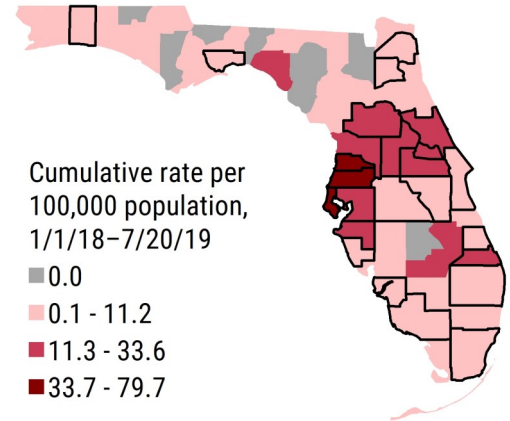 Cumulative rate per
100,000 population,
1/1/18–7/20/19
0.0
0.1 - 11.2
11.3 - 33.6
33.7 - 79.7